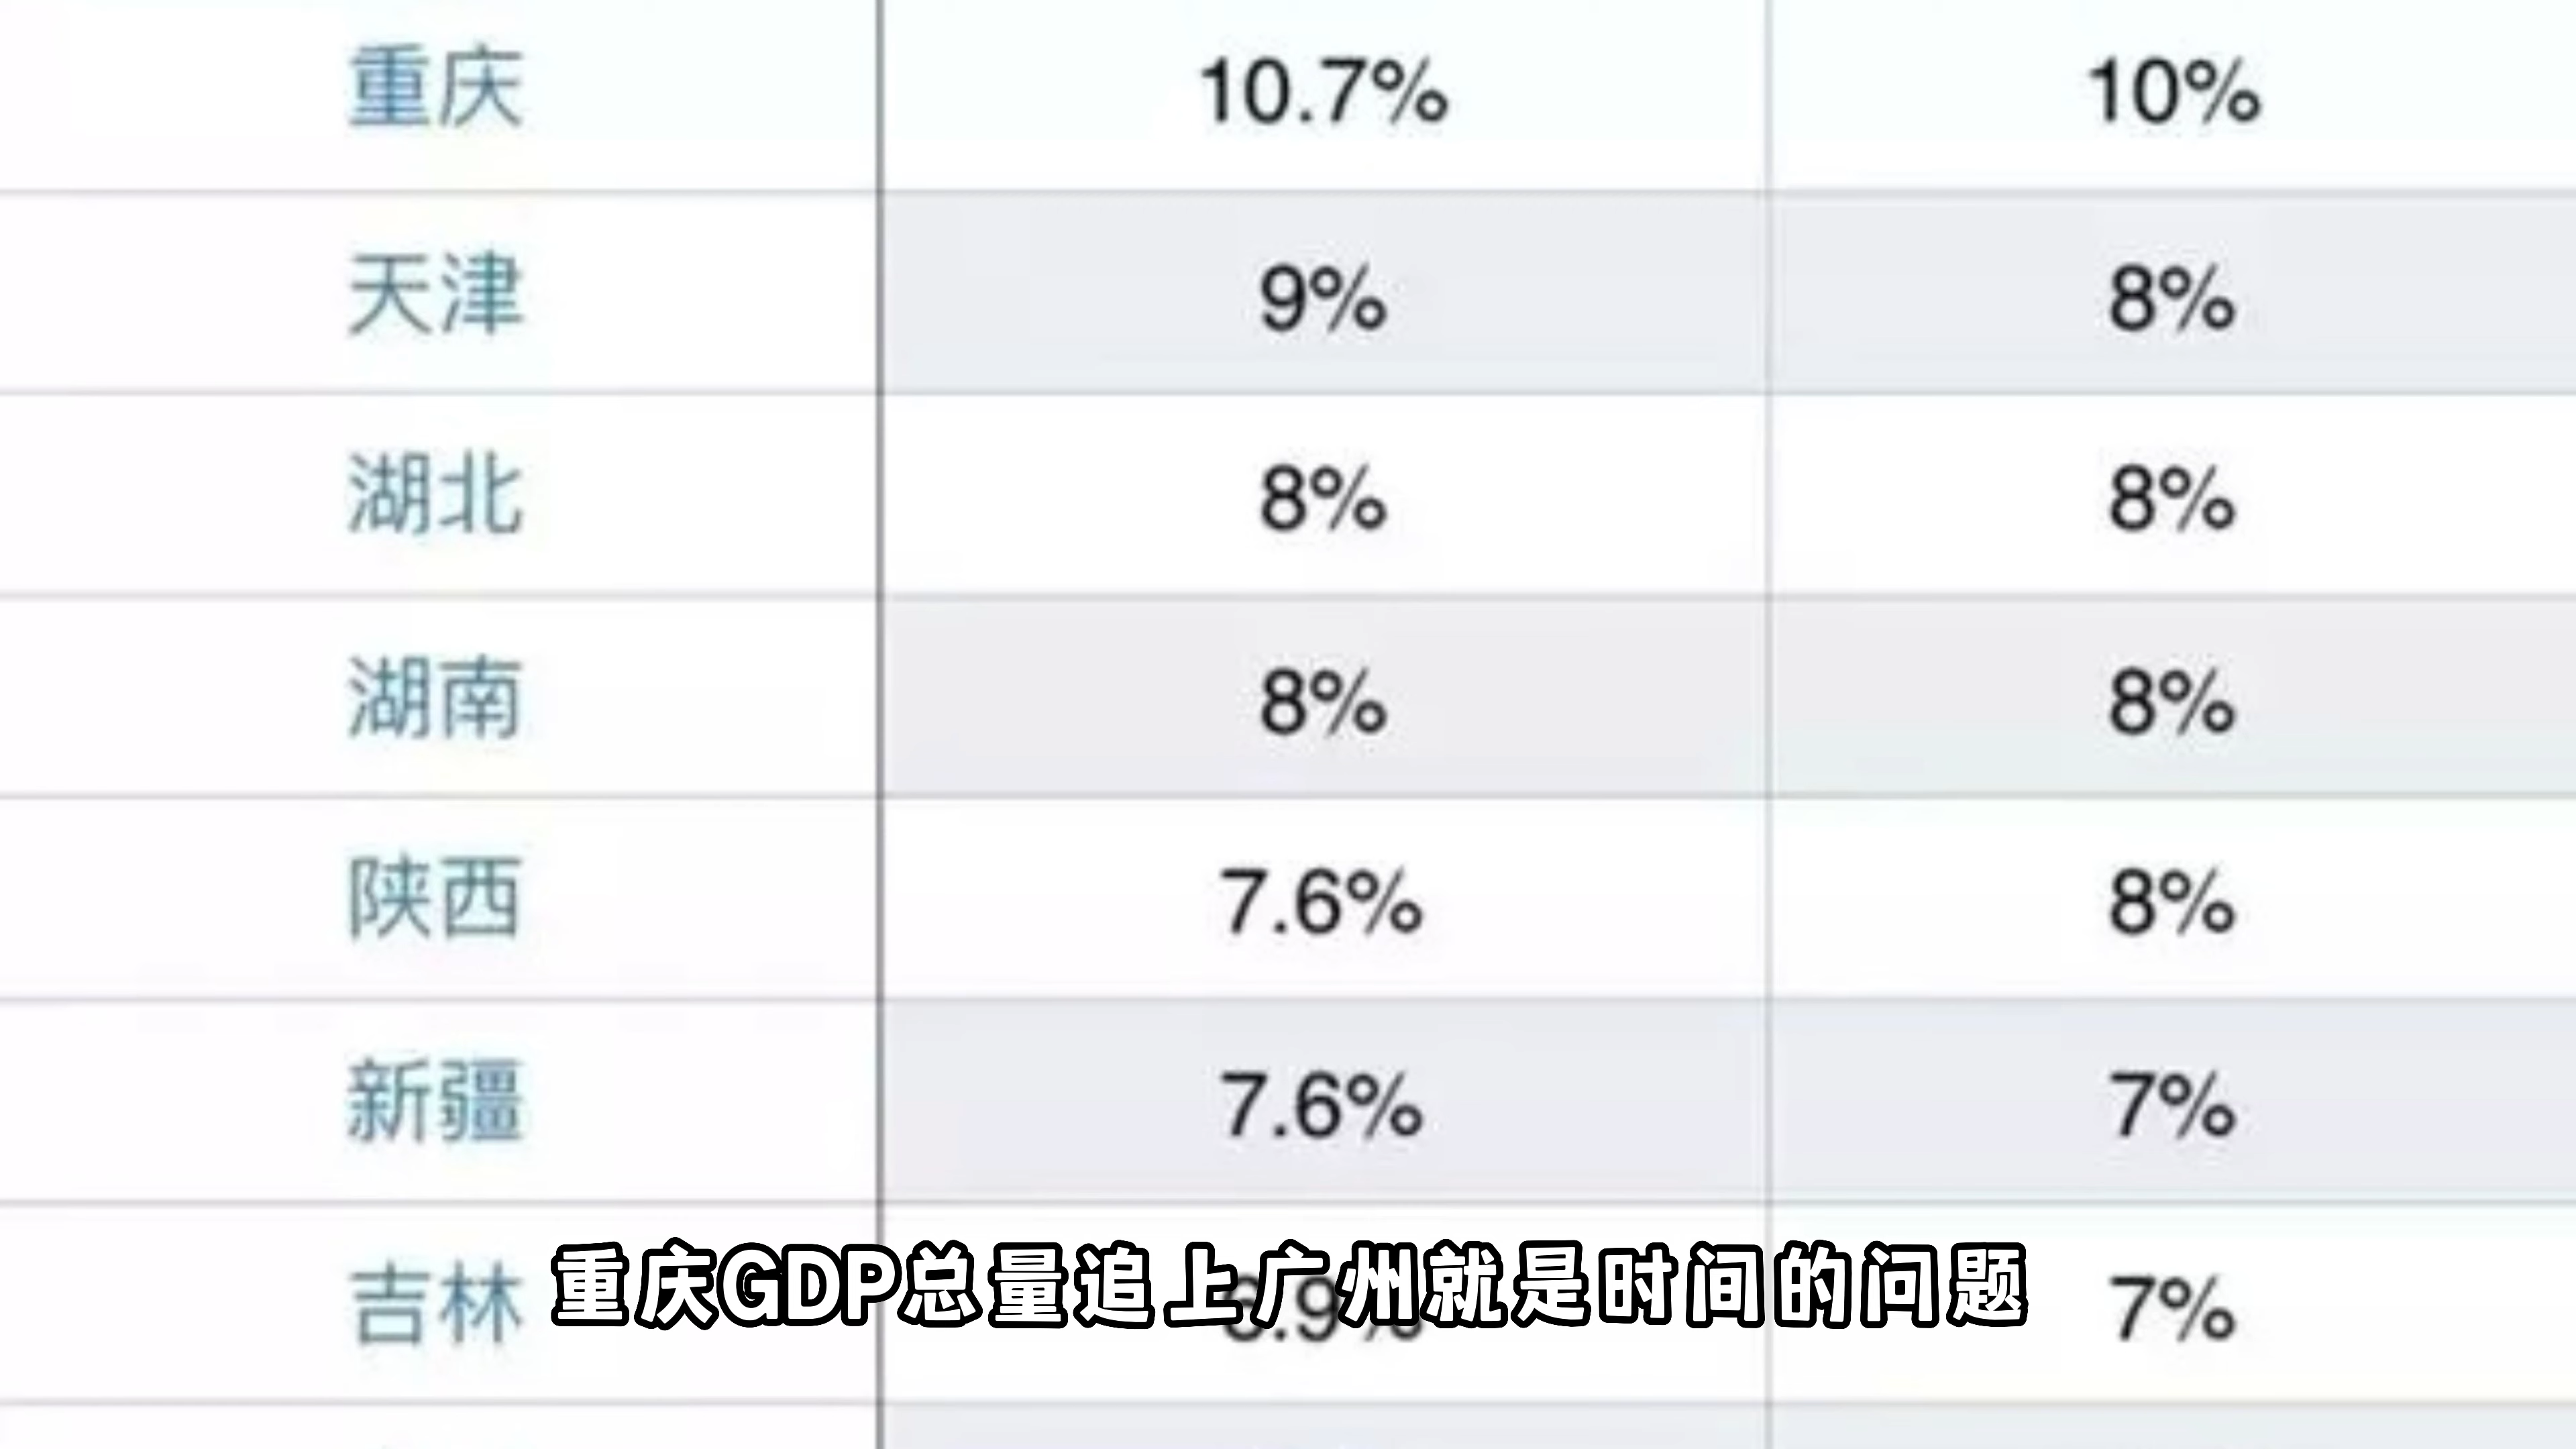 重庆 10.7% 10%
天津 9% 8%
湖北 8% 8%
湖南 8% 8%
陕西 7.6% 8%
新疆 7.6% 7%
吉林 7%
重庆GDP总量追上广州就是时间的问题